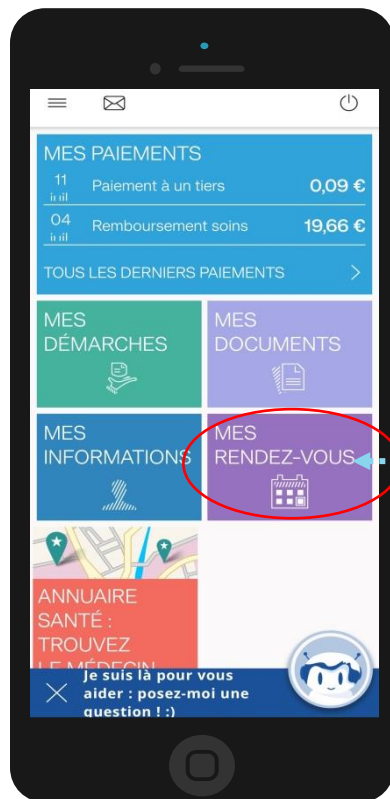 MES PAIEMENTS
11 Paiement à un tiers 0,09 €
04 Remboursement soins 19,66 €
TOUS LES DERNIERS PAIEMENTS
MES
DÉMARCHES
MES
DOCUMENTS
MES
INFORMATIONS
MES
RENDEZ-VOUS
ANNUAIRE
SANTÉ :
TROUVEZ
LE MÉDECIN
Je suis là pour vous
aider : posez-moi une
question ! :)